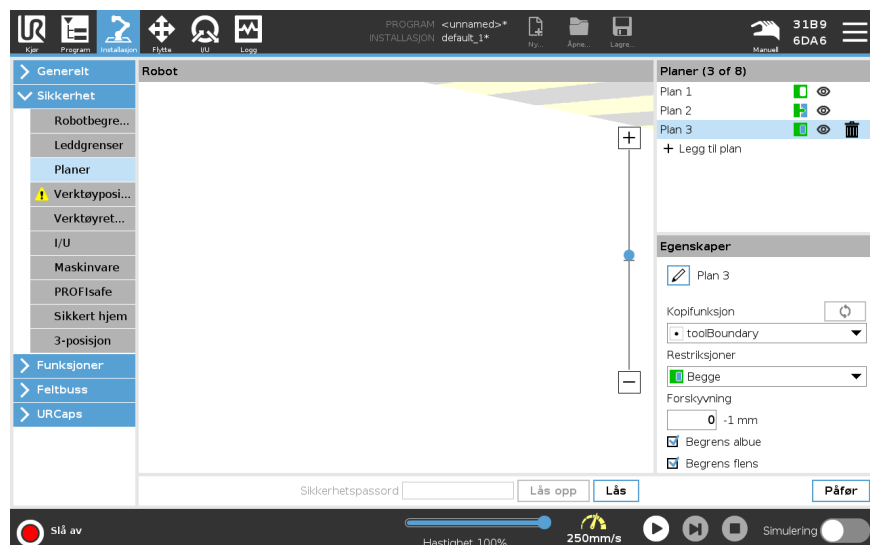 Kjør
Program
Installasjon
Flytte
I/U
Logg
PROGRAM <unnamed>*
INSTALLASJON default_1*
Ny...
Åpne...
Lagre...
Manuell
31B9
6DA6
Generelt
Sikkerhet
Robotbegre...
Leddgrenser
Planer
Verktøyposi...
Verktøyret...
I/U
Maskinvare
PROFIsafe
Sikkert hjem
3-posisjon
Funksjoner
Feltbuss
URCaps
Robot
Planer (3 of 8)
Plan 1
Plan 2
Plan 3
Legg til plan
Egenskaper
Plan 3
Kopifunksjon
toolBoundary
Restriksjoner
Begge
Forskyvning
0 -1 mm
Begrens albue
Begrens flens
Sikkerhetspassord
Lås opp
Lås
Påfør
Slå av
Hastighet 100%
250mm/s
Simulering